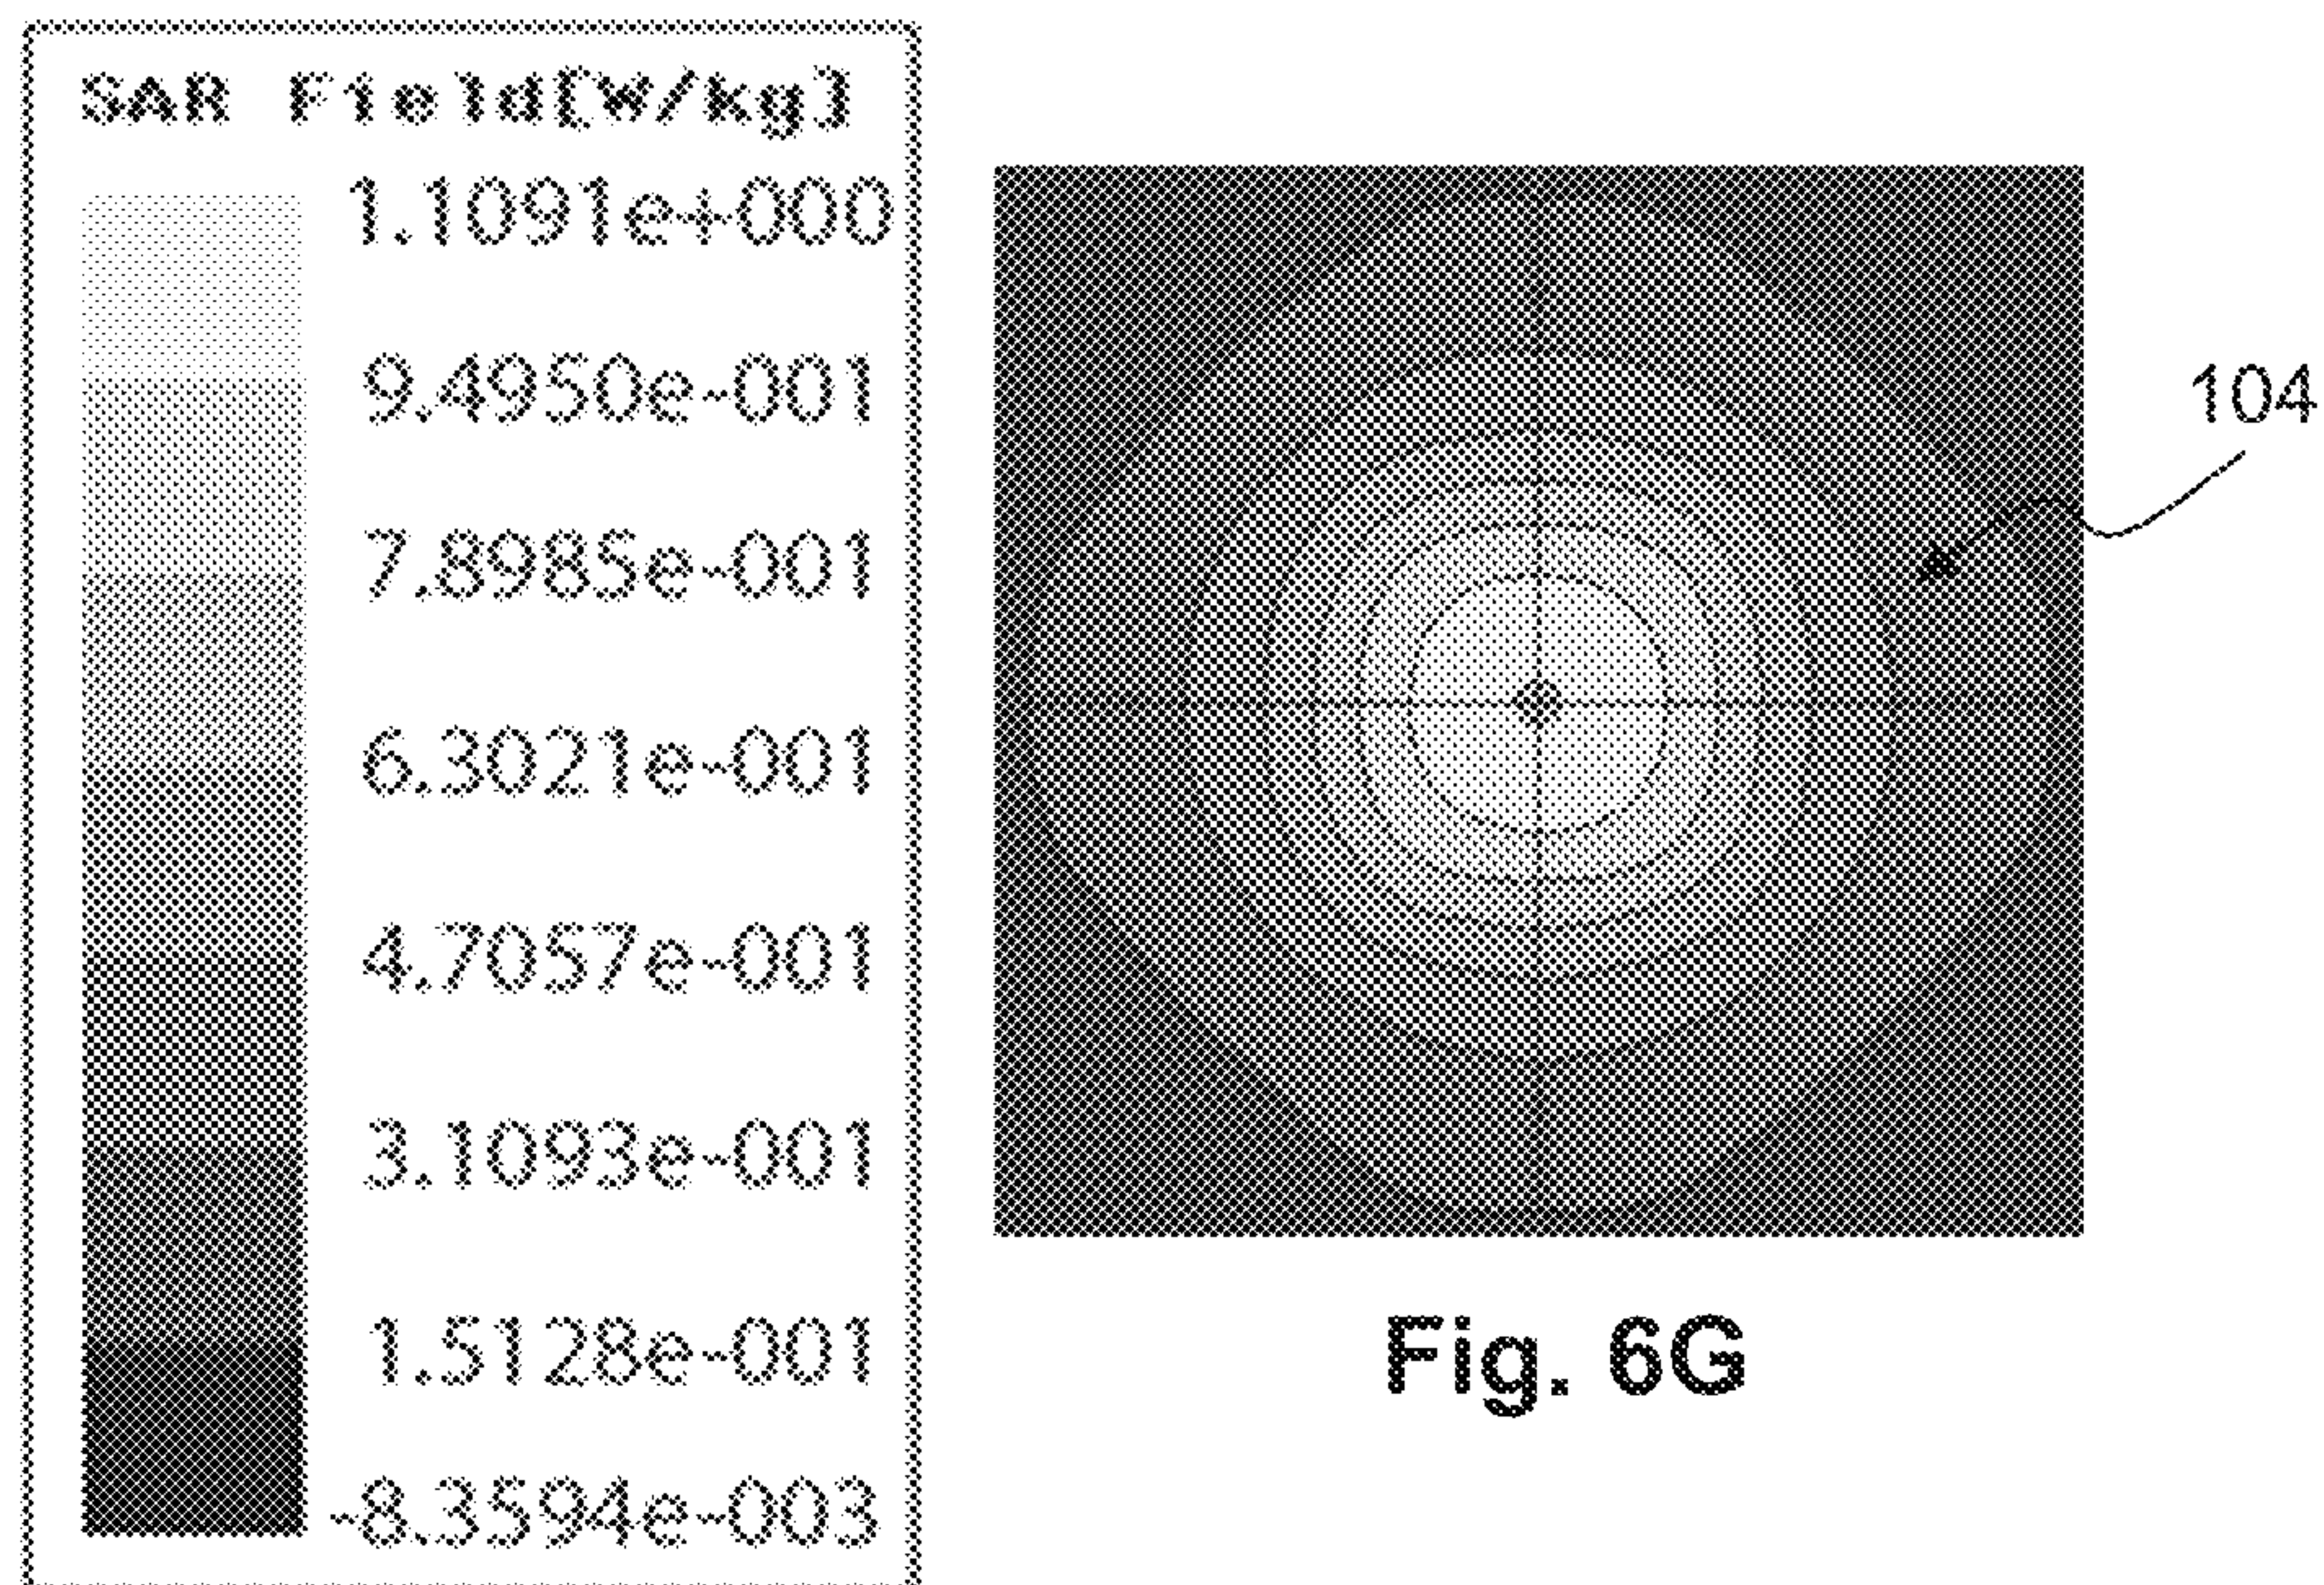 SAR Field[W/kg]
1.1091e+000
9.4950e-001
7.8985e-001
6.3021e-001
4.7057e-001
3.1093e-001
1.5128e-001
-8.3594e-003
104
Fig. 6G